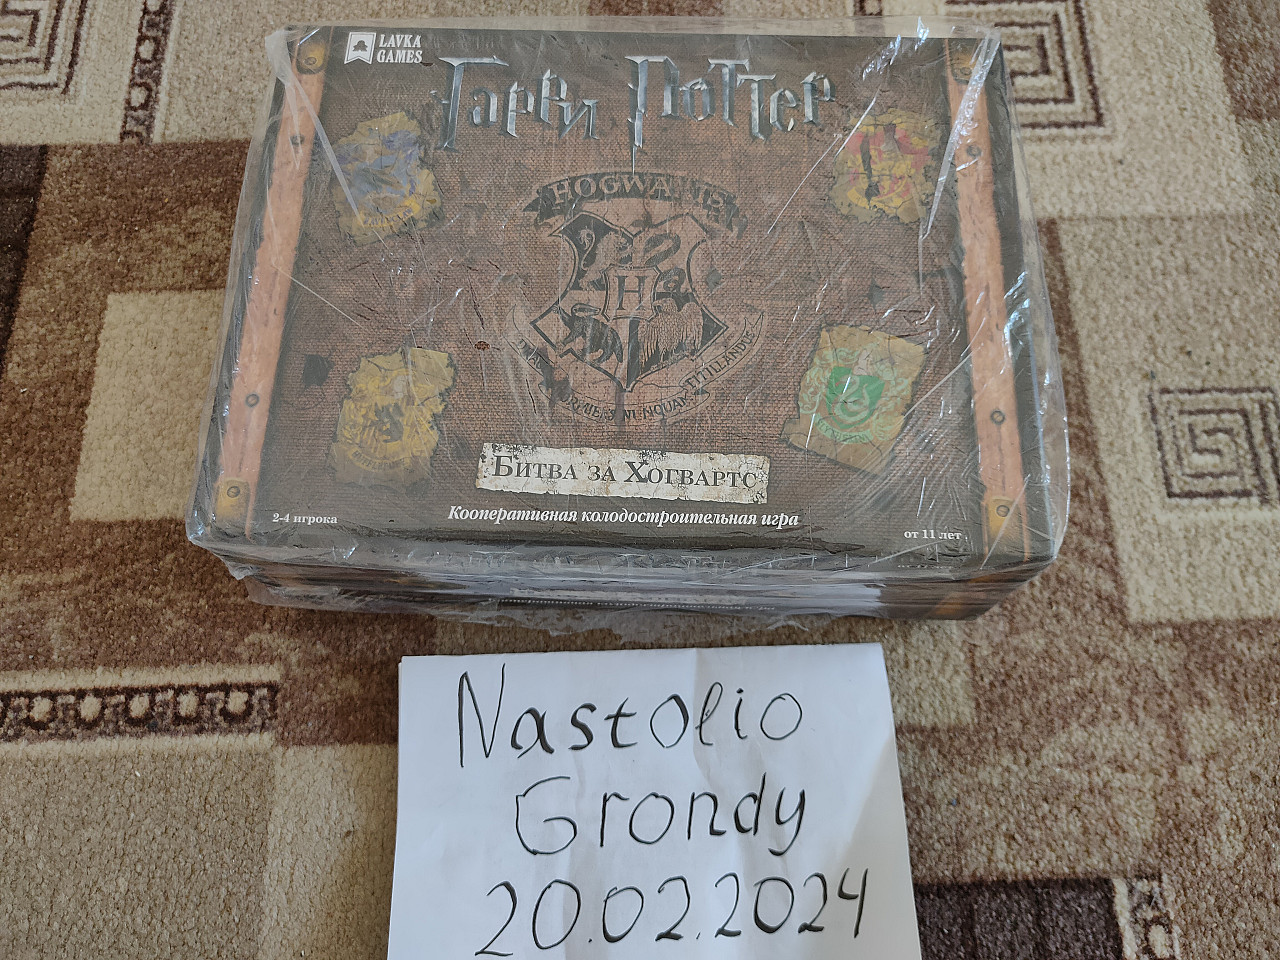 LAVKA
GAMES
Гарри Поттер
HOGWARTS
H
Битва за Хогвартс
Кооперативная колодостроительная игра
2-4 игрока
от 11 лет
Nastolio
Grondy
20.02.2024